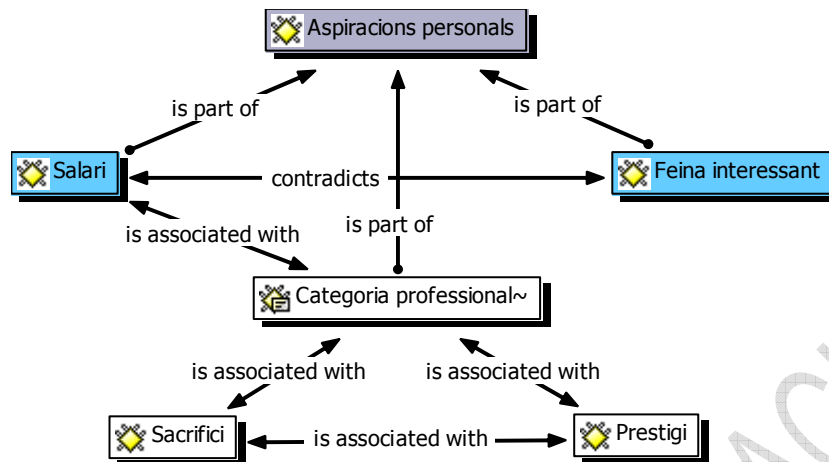 Aspiracions personals
is part of
is part of
Salari
contradicts
Feina interessant
is associated with
is part of
Categoria professional~
is associated with
is associated with
Sacrifici
is associated with
Prestigi